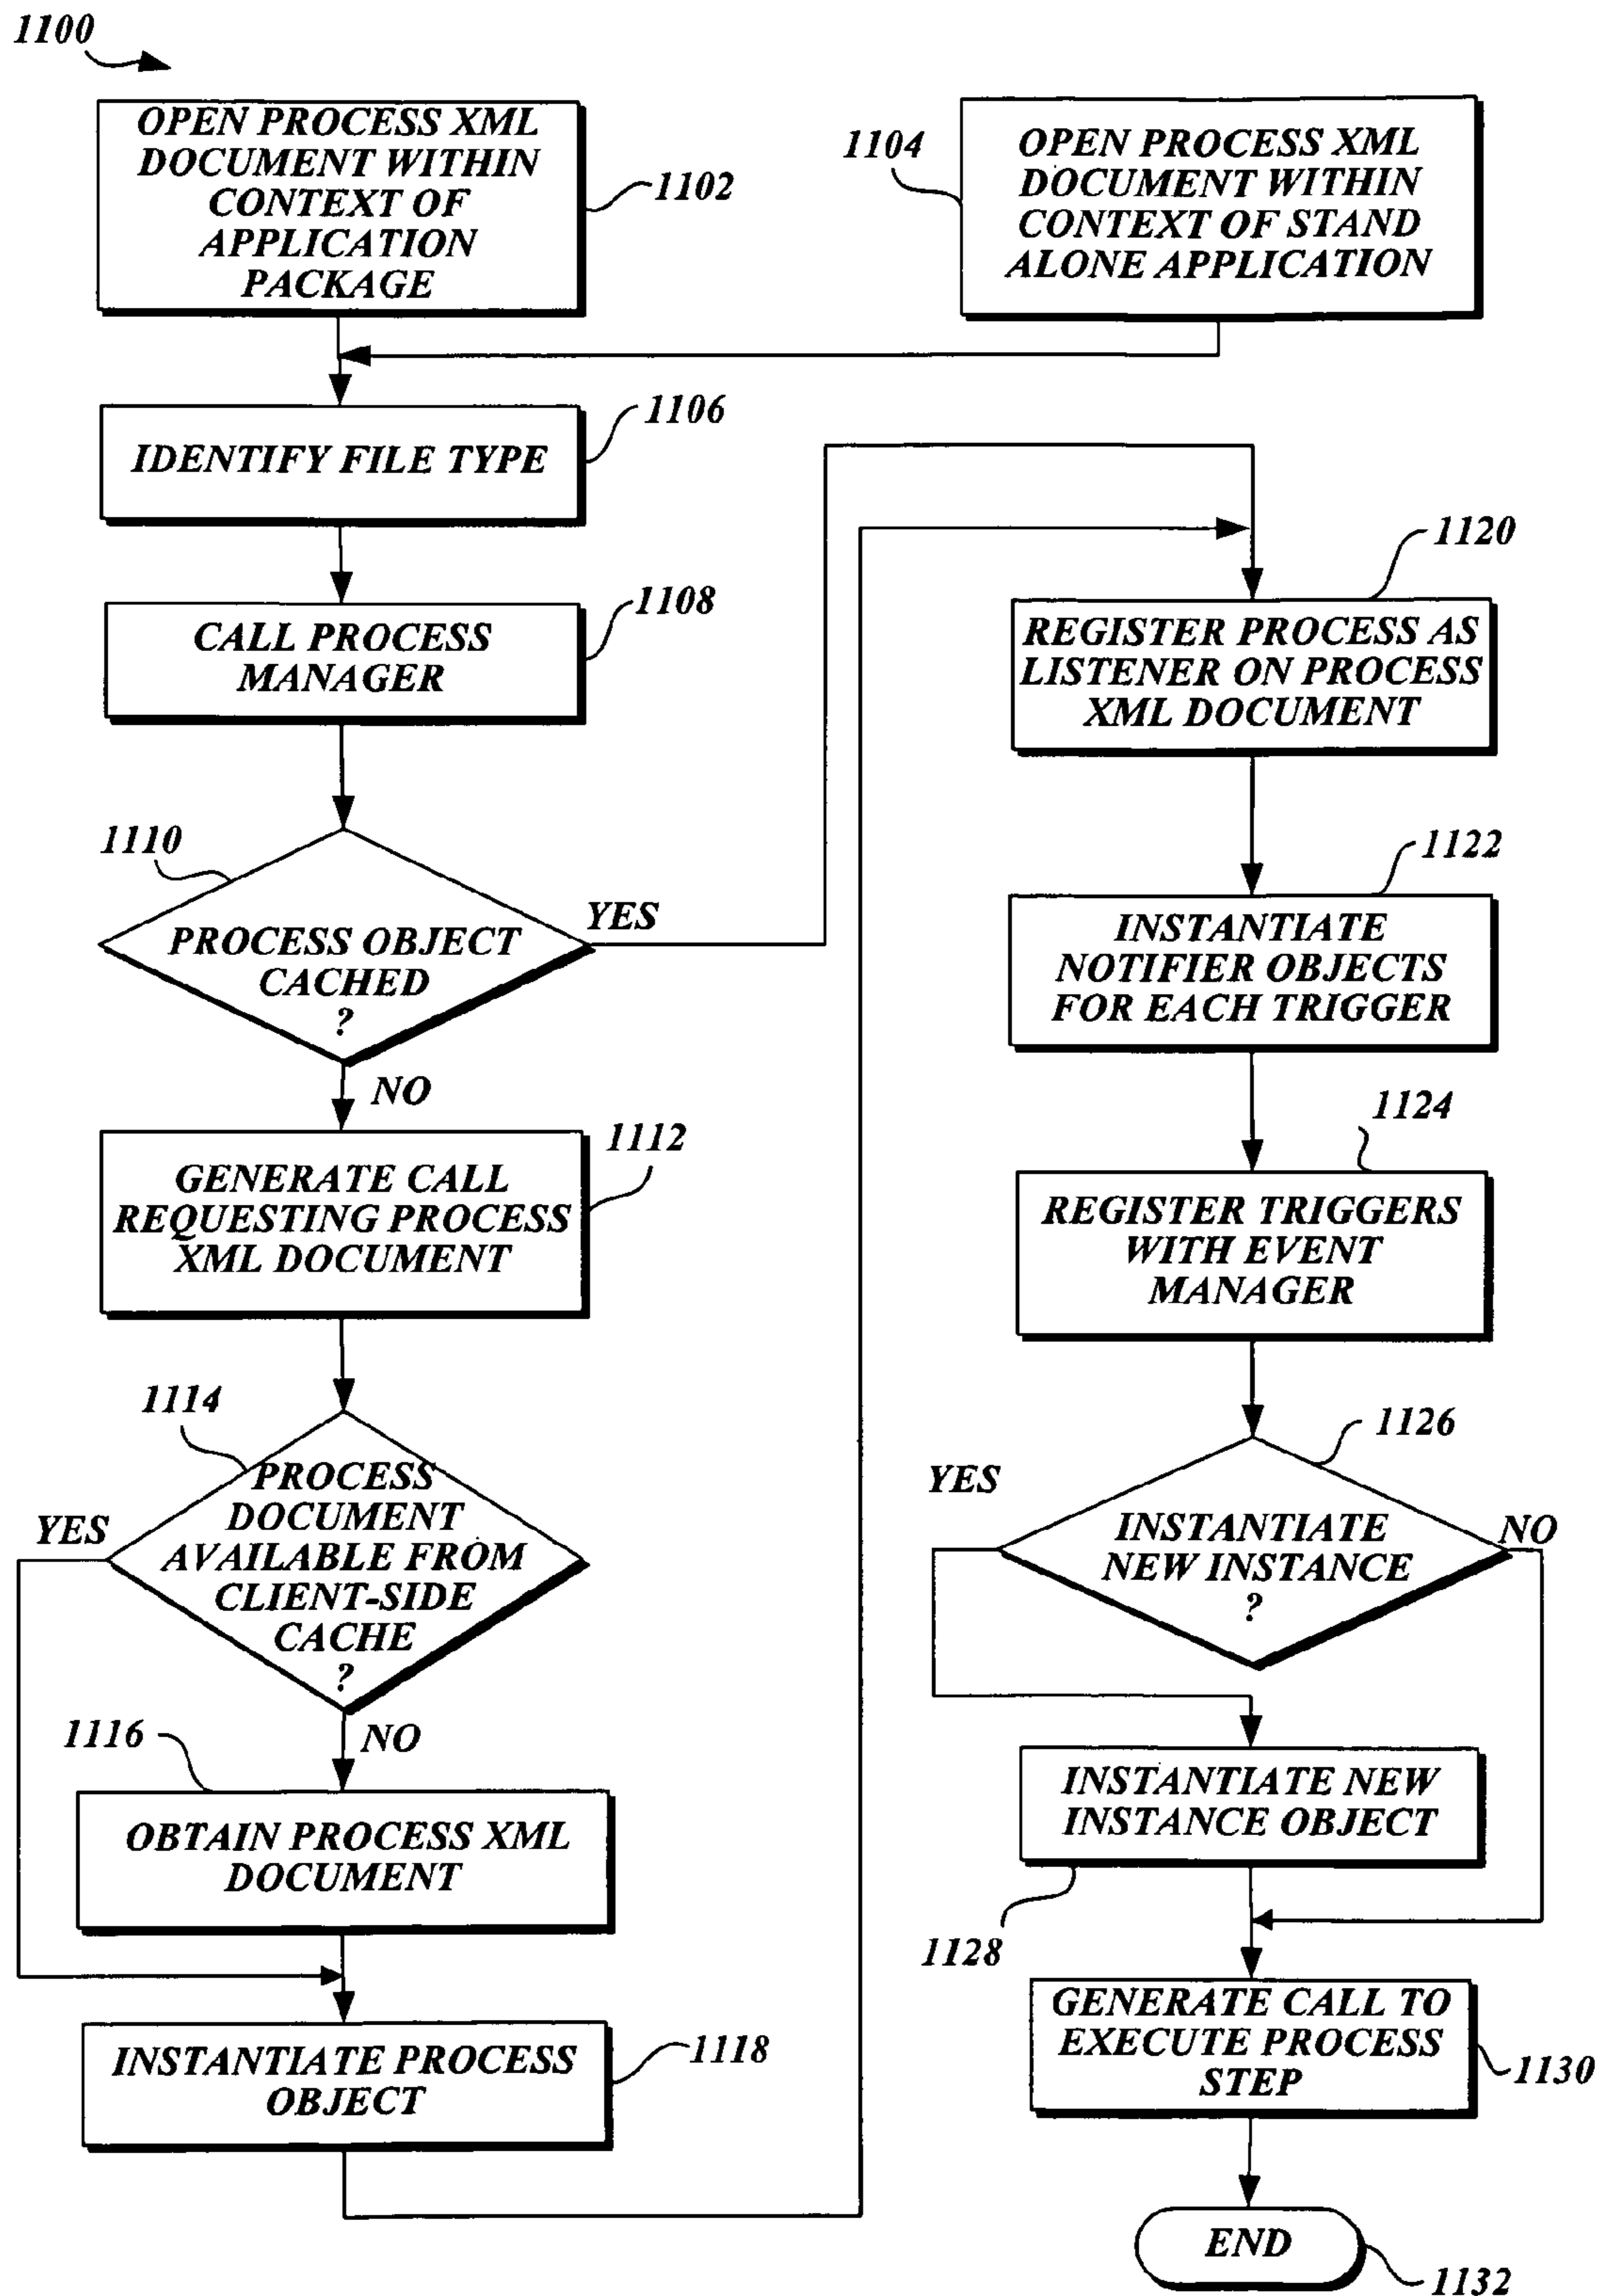 1100
OPEN PROCESS XML
DOCUMENT WITHIN
CONTEXT OF
APPLICATION
PACKAGE
1102
1104
OPEN PROCESS XML
DOCUMENT WITHIN
CONTEXT OF STAND
ALONE APPLICATION
IDENTIFY FILE TYPE
1106
CALL PROCESS
MANAGER
1108
1110
PROCESS OBJECT
CACHED
?
YES
NO
GENERATE CALL
REQUESTING PROCESS
XML DOCUMENT
1112
1114
PROCESS
DOCUMENT
AVAILABLE FROM
CLIENT-SIDE
CACHE
?
YES
NO
1116
OBTAIN PROCESS XML
DOCUMENT
INSTANTIATE PROCESS
OBJECT
1118
1120
REGISTER PROCESS AS
LISTENER ON PROCESS
XML DOCUMENT
1122
INSTANTIATE
NOTIFIER OBJECTS
FOR EACH TRIGGER
1124
REGISTER TRIGGERS
WITH EVENT
MANAGER
1126
YES
INSTANTIATE
NEW INSTANCE
?
NO
INSTANTIATE NEW
INSTANCE OBJECT
1128
GENERATE CALL TO
EXECUTE PROCESS
STEP
1130
END
1132